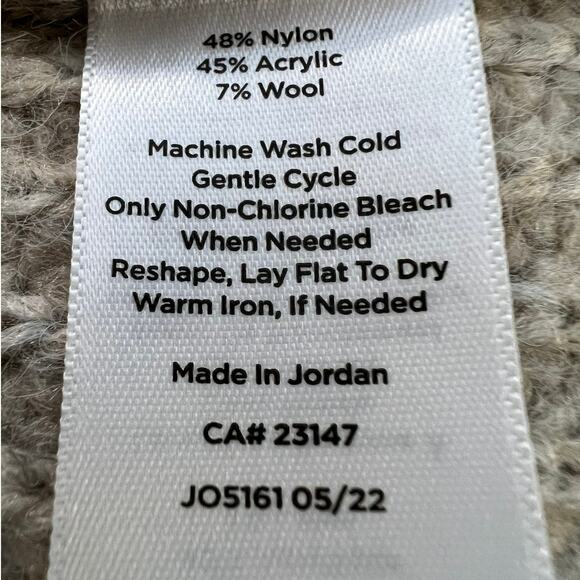 48% Nylon
45% Acrylic
7% Wool
Machine Wash Cold
Gentle Cycle
Only Non-Chlorine Bleach
When Needed
Reshape, Lay Flat To Dry
Warm Iron, If Needed
Made In Jordan
CA# 23147
JO5161 05/22